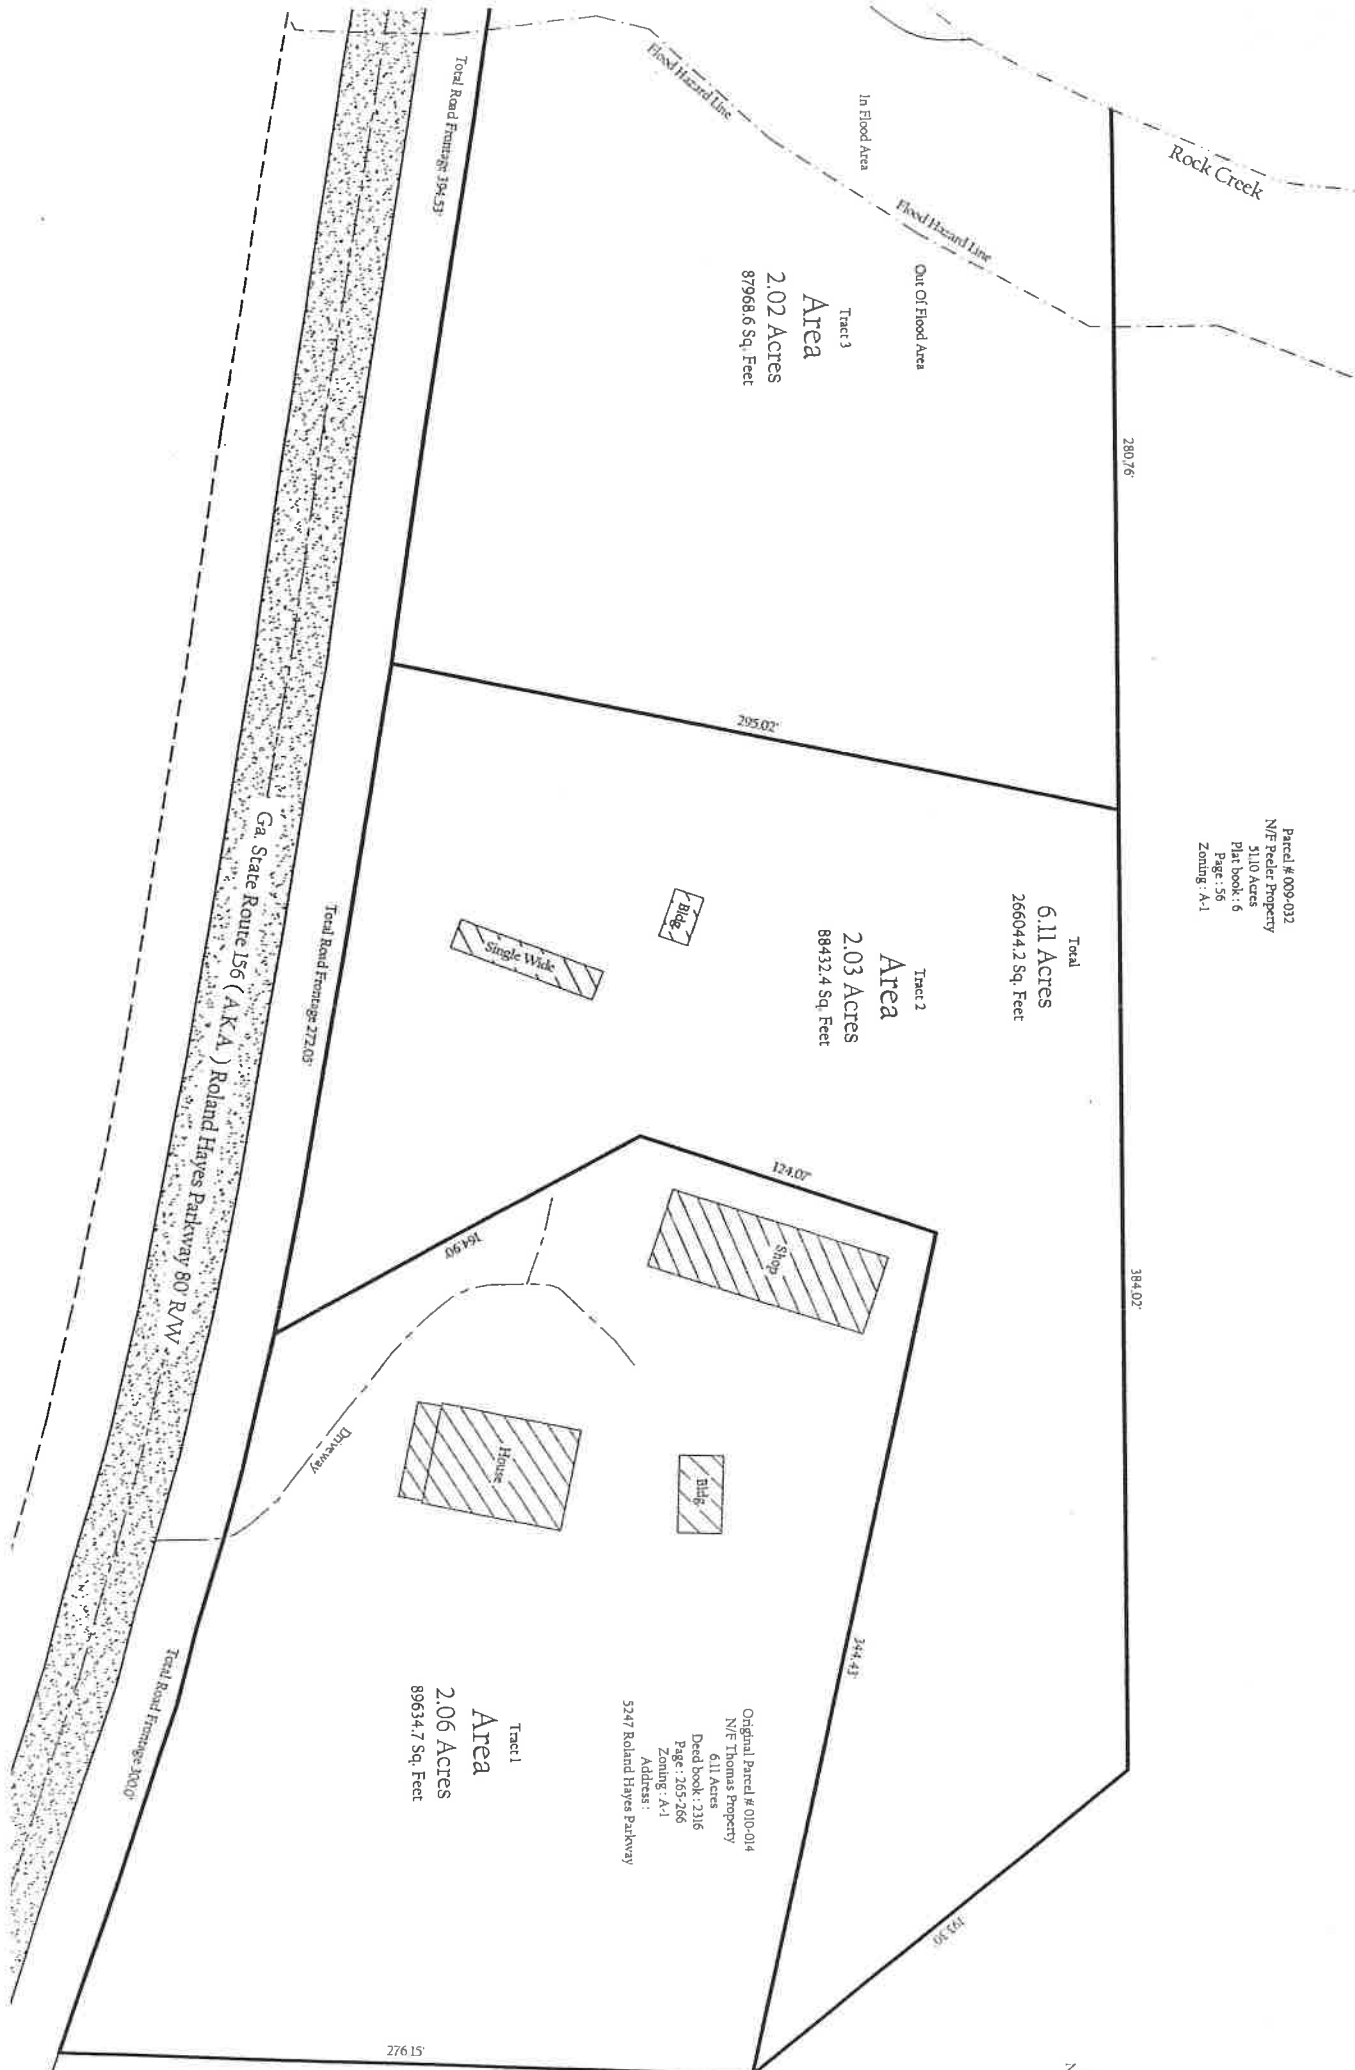 Rock Creek
Flood Hazard Line
In Flood Area
Flood Hazard Line
Out Of Flood Area
Total Road Frontage 394.53'
Tract 3
Area
2.02 Acres
87968.6 Sq. Feet
280.76'
295.02'
Parcel # 009-032
N/F Peeler Property
51.10 Acres
Plat book : 6
Page : 56
Zoning : A-1
Total
6.11 Acres
266044.2 Sq. Feet
Tract 2
Area
2.03 Acres
88432.4 Sq. Feet
Bldg.
Single Wide
Total Road Frontage 272.05'
Ga. State Route 156 ( A.K.A. ) Roland Hayes Parkway 80' R/W
384.02'
124.07'
164.90'
Shop
House
Bldg.
Driveway
344.43'
Original Parcel # 010-014
N/F Thomas Property
6.11 Acres
Deed book : 2316
Page : 265-266
Zoning : A-1
Address :
5247 Roland Hayes Parkway
Tract 1
Area
2.06 Acres
89634.7 Sq. Feet
Total Road Frontage 300.0'
193.30'
276.15'